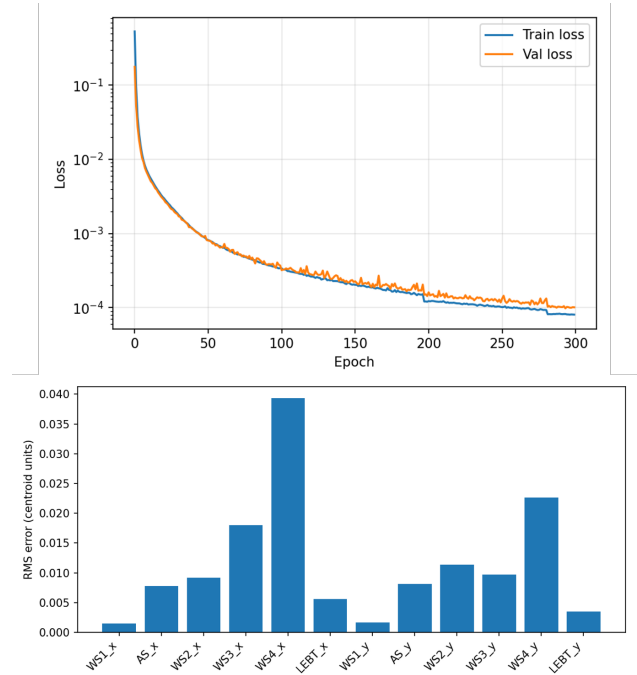 Train loss
Val loss
Loss
10⁻¹
10⁻²
10⁻³
10⁻⁴
0 50 100 150 200 250 300
Epoch
RMS error (centroid units)
0.040
0.035
0.030
0.025
0.020
0.015
0.010
0.005
0.000
WS1_x AS_x WS2_x WS3_x WS4_x LEBT_x WS1_y AS_y WS2_y WS3_y WS4_y LEBT_y